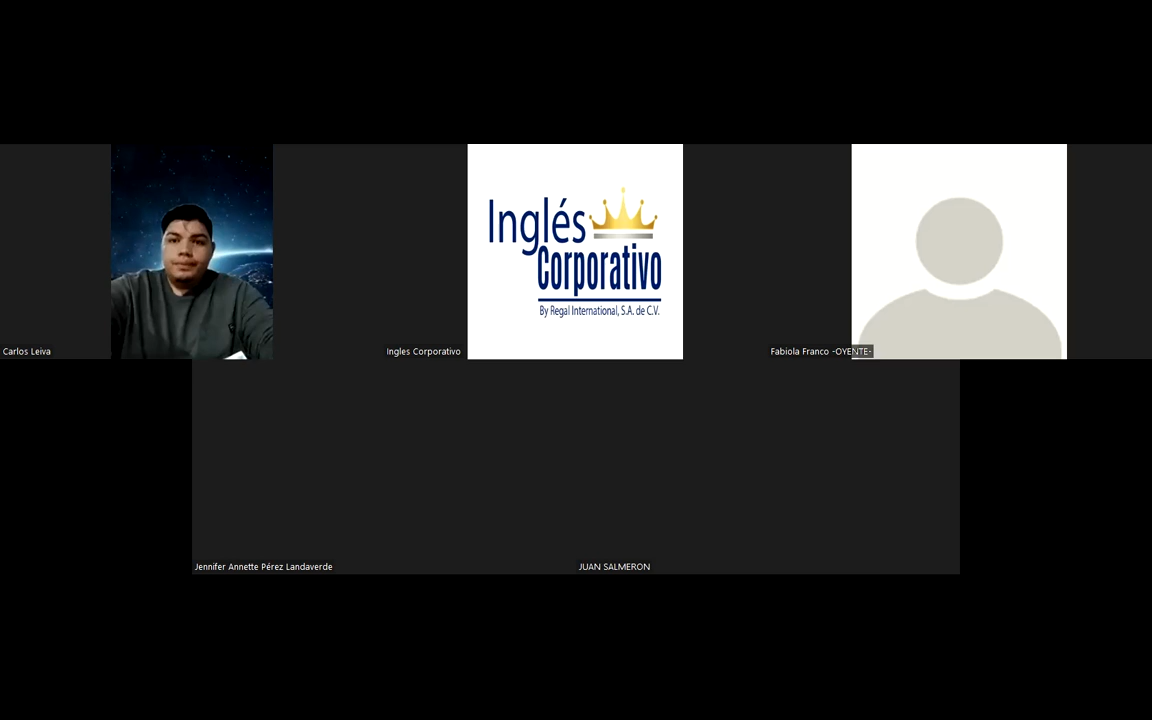 Inglés
Corporativo
By Regal International, S.A. de C.V.
Carlos Leiva
Ingles Corporativo
Fabiola Franco -OYENTE-
Jennifer Annette Pérez Landaverde
JUAN SALMERON